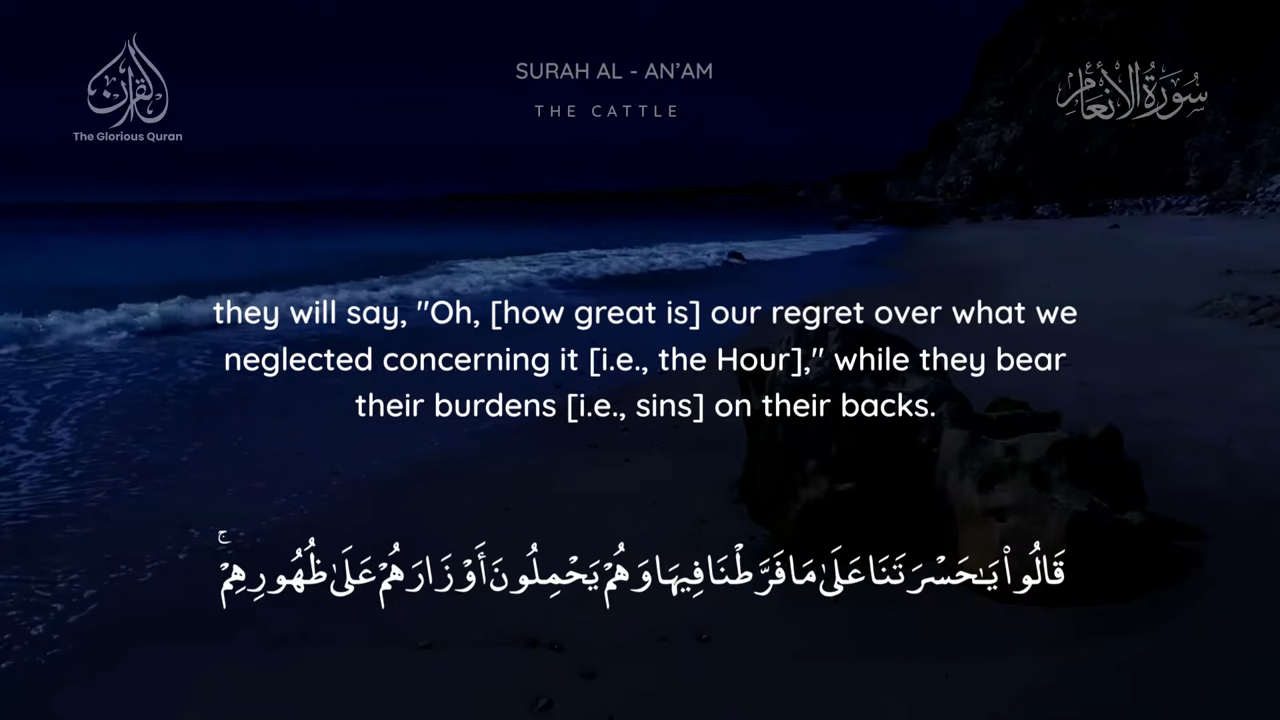 القرآن
The Glorious Quran
SURAH AL - AN’AM
THE CATTLE
سُورَةُ الأَنْعَام
they will say, "Oh, [how great is] our regret over what we
neglected concerning it [i.e., the Hour]," while they bear
their burdens [i.e., sins] on their backs.
قَالُوا۟ يَـٰحَسْرَتَنَا عَلَىٰ مَا فَرَّطْنَا فِيهَا وَهُمْ يَحْمِلُونَ أَوْزَارَهُمْ عَلَىٰ ظُهُورِهِمْ ۚ